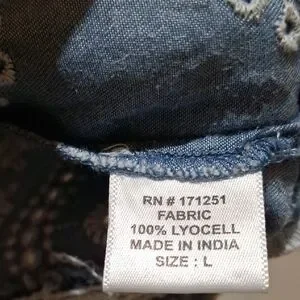 RN # 171251
FABRIC
100% LYOCELL
MADE IN INDIA
SIZE : L